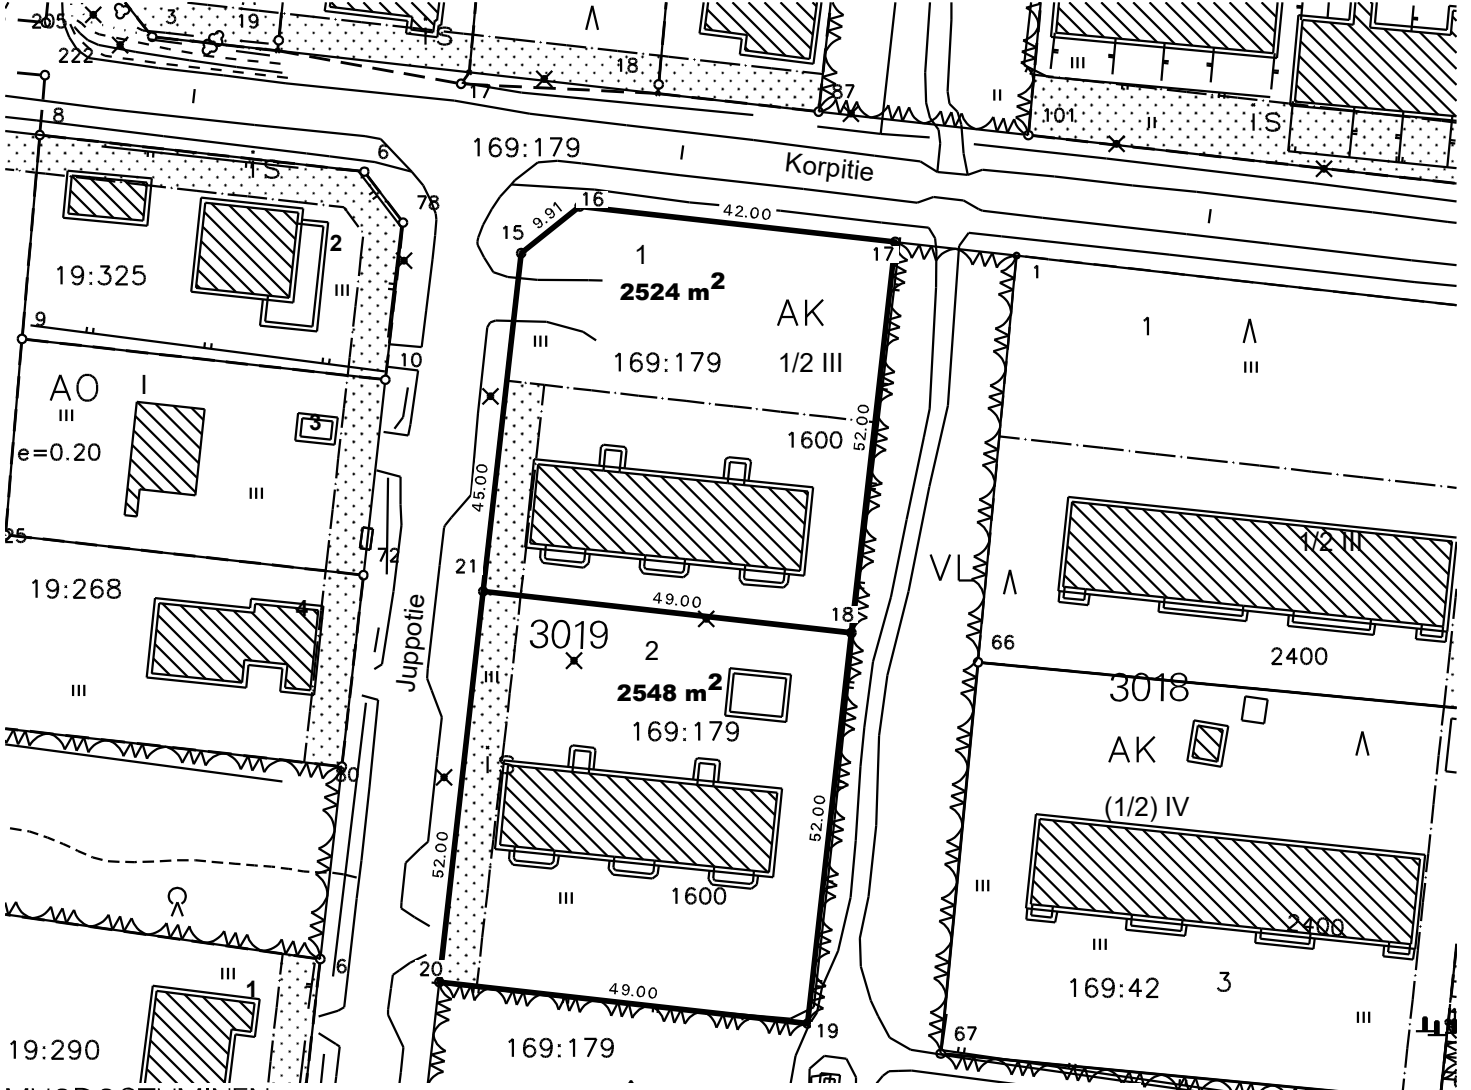 205
3
19
iS
222
17
18
87
III
II
101
II
iS
I
8
6
169:179
I
Korpitie
iS
78
16
9.91
42.00
15
1
17
1
2
19:325
III
2524 m²
AK
I
1
III
9
III
169:179
1/2 III
10
AO
I
III
3
e=0.20
1600
52.00
III
45.00
25
72
21
49.00
VL
1/2 III
19:268
4
18
3019
2
66
2400
Juppotie
III
III
2548 m²
3018
169:179
AK
80
I
(1/2) IV
52.00
52.00
III
III
1600
2400
III
20
III
6
1
49.00
169:42
3
III
19
67
19:290
169:179